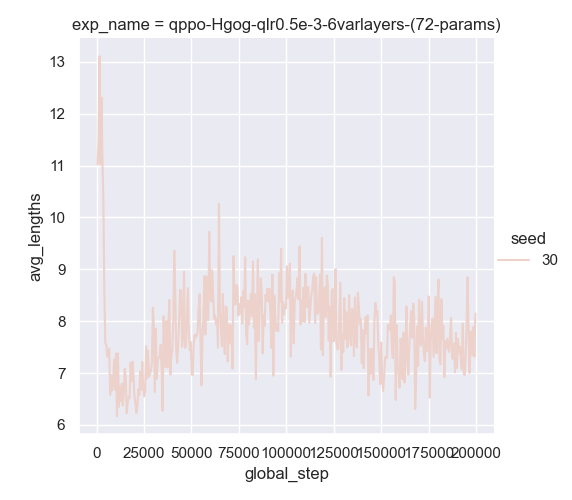 exp_name = qppo-Hgog-qlr0.5e-3-6varlayers-(72-params)
13
12
11
10
9
8
7
6
avg_lengths
0 25000 50000 75000 100000 125000 150000 175000 200000
global_step
seed
30